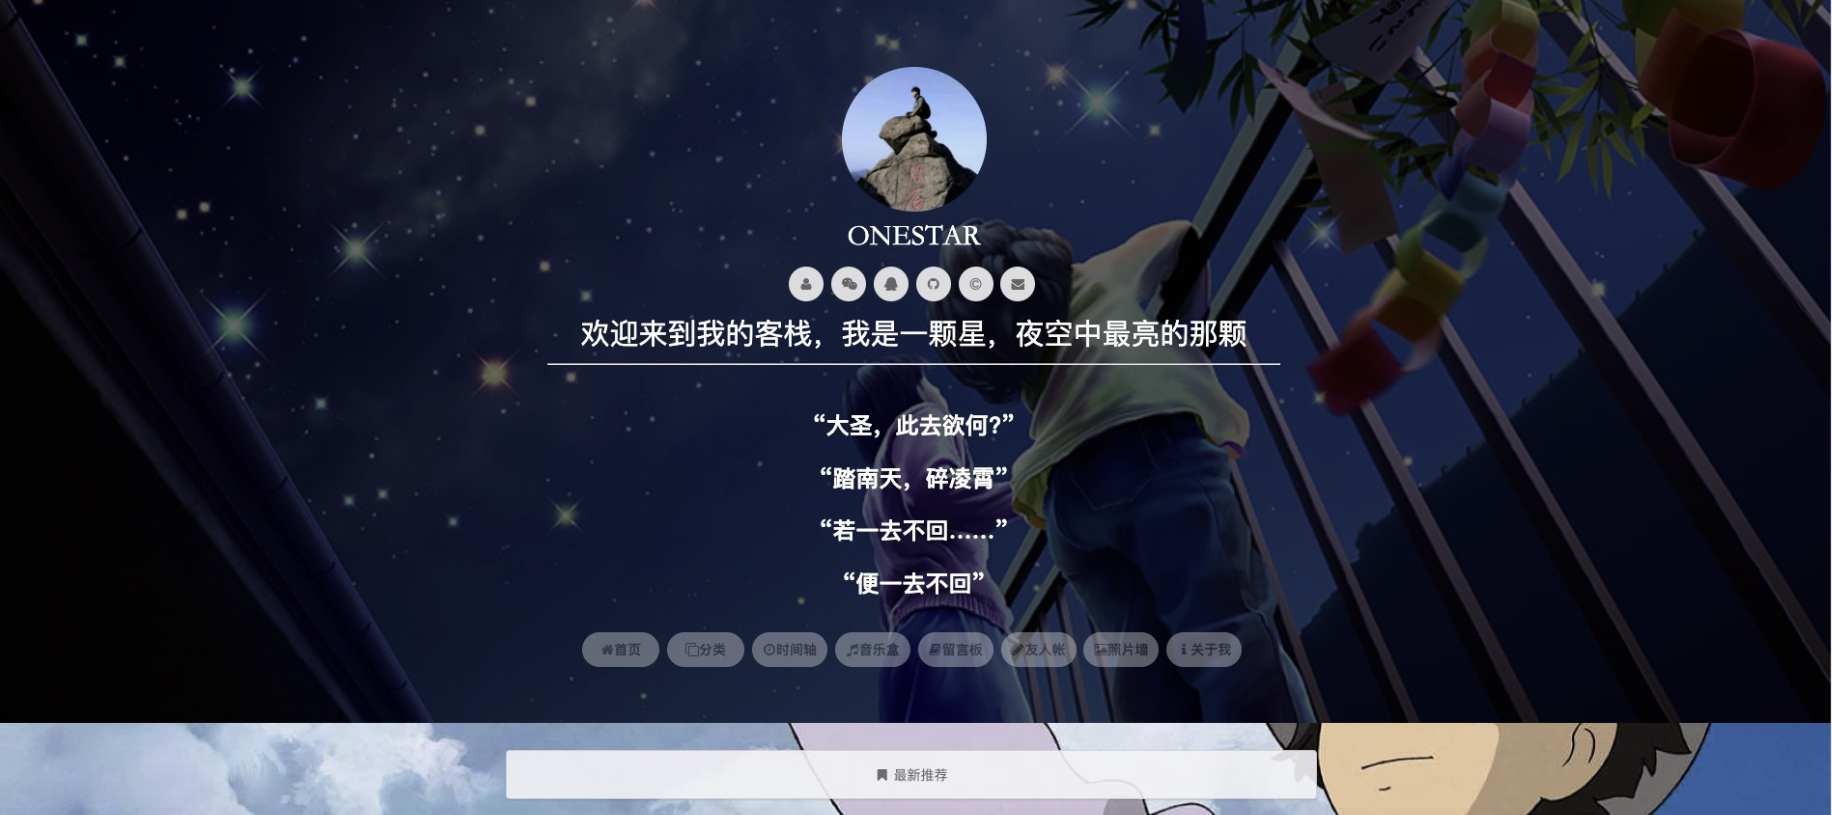 ONESTAR
欢迎来到我的客栈，我是一颗星，夜空中最亮的那颗
“大圣，此去欲何?”
“踏南天，碎凌霄”
“若一去不回……”
“便一去不回”
首页 分类 时间轴 音乐盒 留言板 友人帐 照片墙 关于我
最新推荐